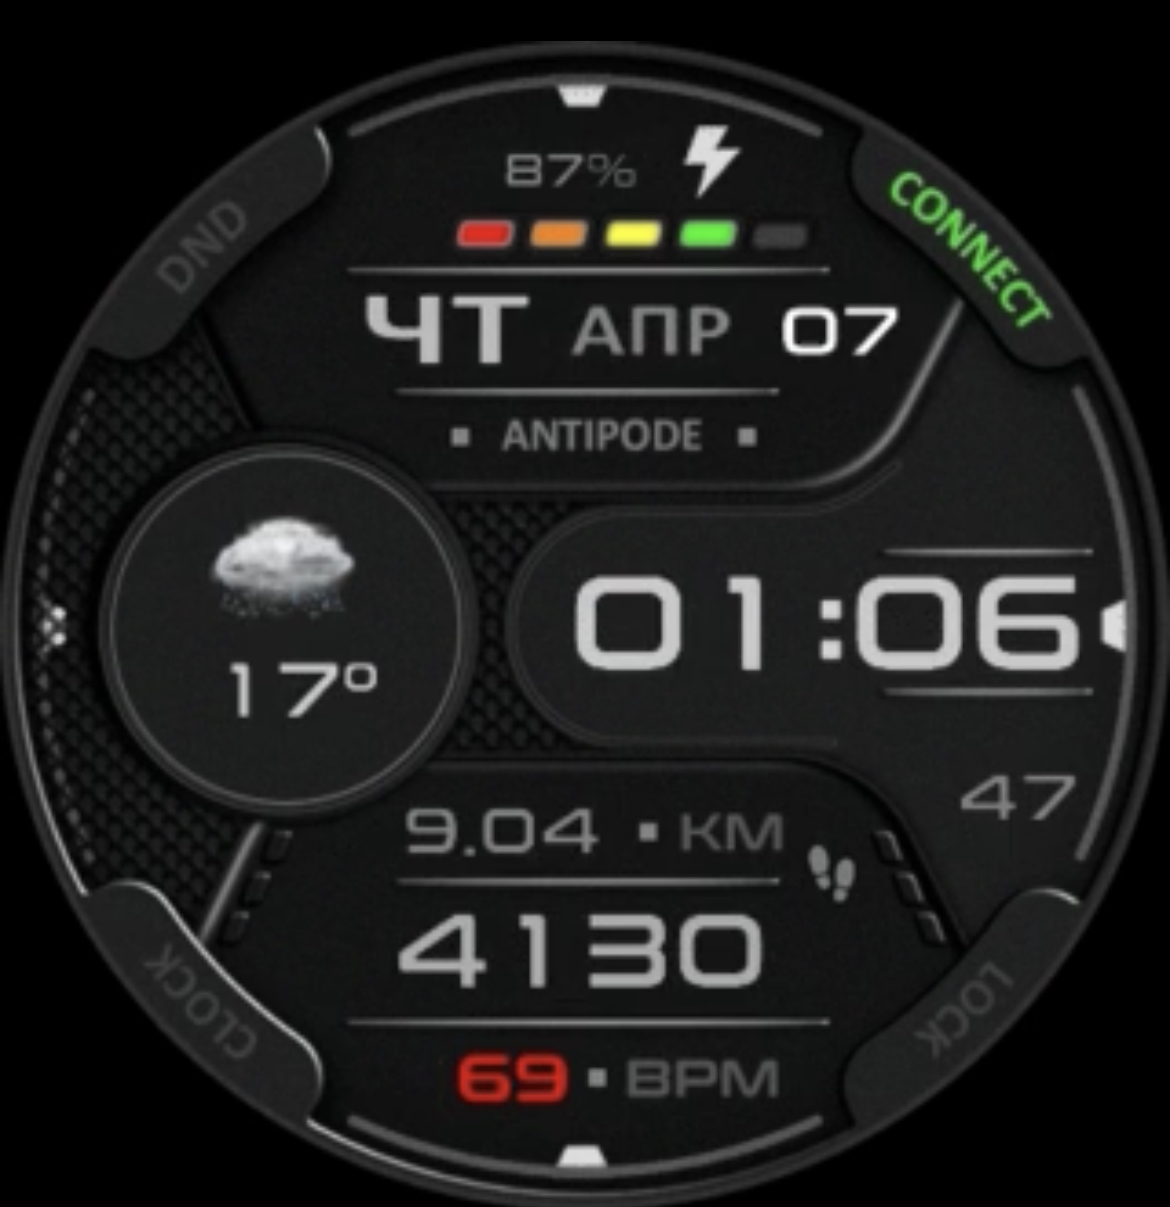 87%
DND
CONNECT
ЧТ АПР 07
▪ ANTIPODE ▪
01:06
17°
47
9.04 ▪ KM
4130
CLOCK
LOCK
69 ▪ BPM